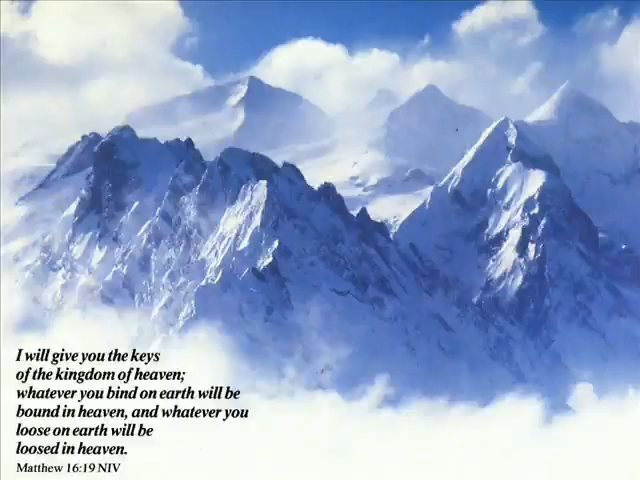 I will give you the keys
of the kingdom of heaven;
whatever you bind on earth will be
bound in heaven, and whatever you
loose on earth will be
loosed in heaven.
Matthew 16:19 NIV